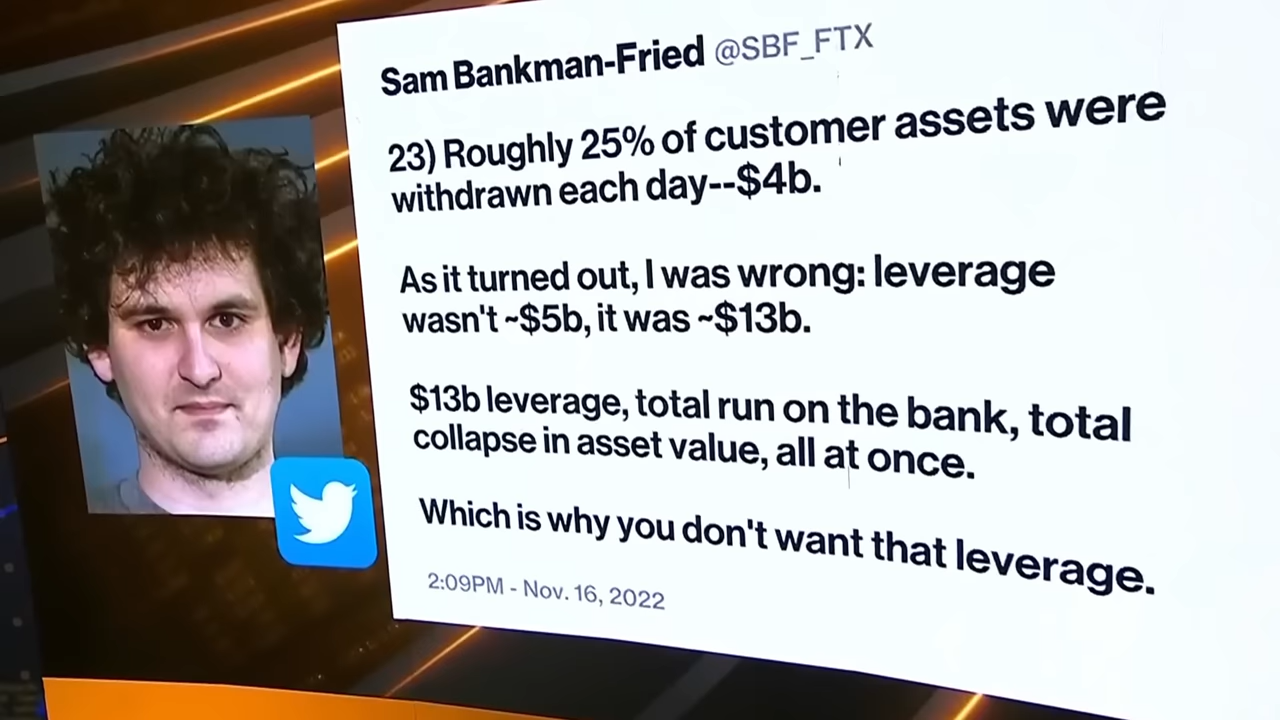 Sam Bankman-Fried @SBF_FTX
23) Roughly 25% of customer assets were
withdrawn each day--$4b.
As it turned out, I was wrong: leverage
wasn't ~$5b, it was ~$13b.
$13b leverage, total run on the bank, total
collapse in asset value, all at once.
Which is why you don't want that leverage.
2:09PM - Nov. 16, 2022